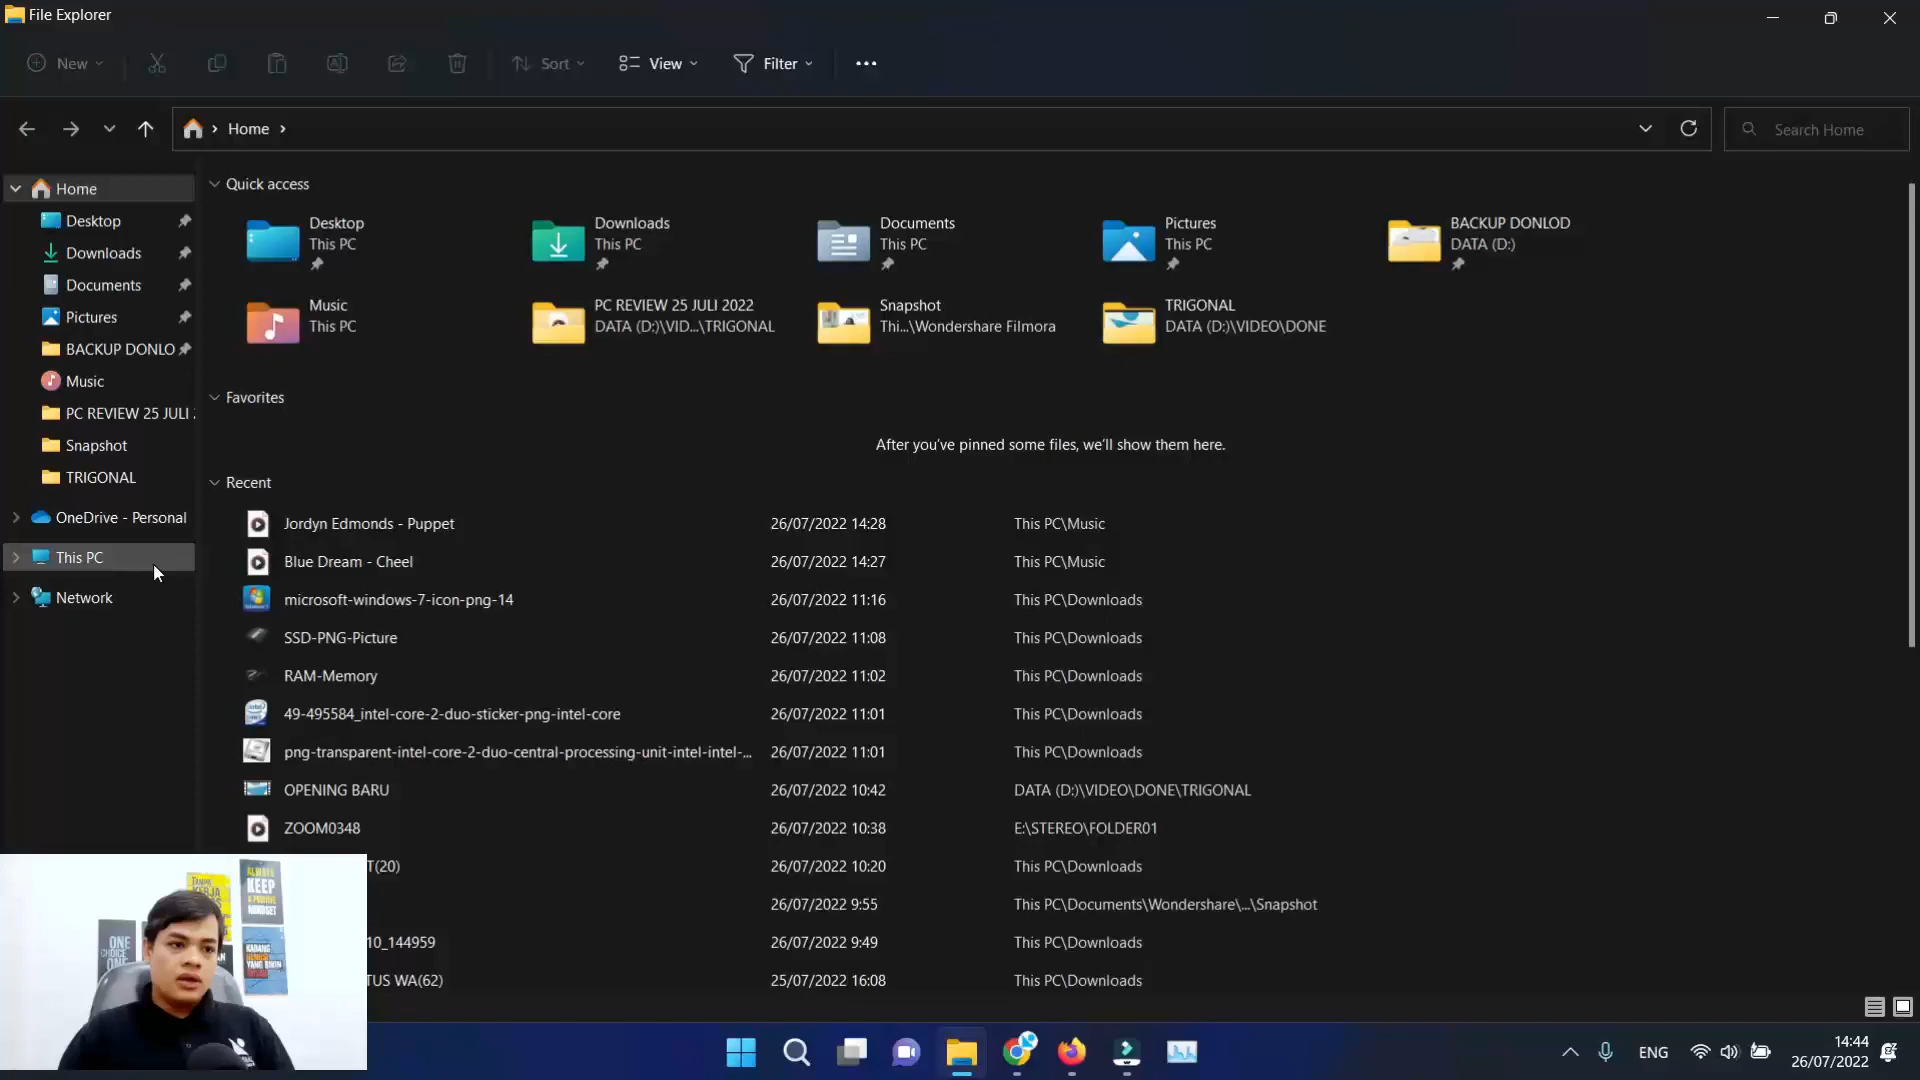 File Explorer
New
Sort
View
Filter
Home
Search Home
Home
Desktop
Downloads
Documents
Pictures
BACKUP DONLO
Music
PC REVIEW 25 JULI
Snapshot
TRIGONAL
OneDrive - Personal
This PC
Network
Quick access
Desktop
This PC
Downloads
This PC
Documents
This PC
Pictures
This PC
BACKUP DONLOD
DATA (D:)
Music
This PC
PC REVIEW 25 JULI 2022
DATA (D:)\VID...\TRIGONAL
Snapshot
Thi...\Wondershare Filmora
TRIGONAL
DATA (D:)\VIDEO\DONE
Favorites
After you've pinned some files, we'll show them here.
Recent
Jordyn Edmonds - Puppet 26/07/2022 14:28 This PC\Music
Blue Dream - Cheel 26/07/2022 14:27 This PC\Music
microsoft-windows-7-icon-png-14 26/07/2022 11:16 This PC\Downloads
SSD-PNG-Picture 26/07/2022 11:08 This PC\Downloads
RAM-Memory 26/07/2022 11:02 This PC\Downloads
49-495584_intel-core-2-duo-sticker-png-intel-core 26/07/2022 11:01 This PC\Downloads
png-transparent-intel-core-2-duo-central-processing-unit-intel-intel-... 26/07/2022 11:01 This PC\Downloads
OPENING BARU 26/07/2022 10:42 DATA (D:)\VIDEO\DONE\TRIGONAL
ZOOM0348 26/07/2022 10:38 E:\STEREO\FOLDER01
T(20) 26/07/2022 10:20 This PC\Downloads
26/07/2022 9:55 This PC\Documents\Wondershare\...\Snapshot
10_144959 26/07/2022 9:49 This PC\Downloads
TUS WA(62) 25/07/2022 16:08 This PC\Downloads
ALWAYS
KEEP
A POSITIVE
MINDSET
ONE
CHOICE
KADANG
YANG BIKIN
ENG
14:44
26/07/2022